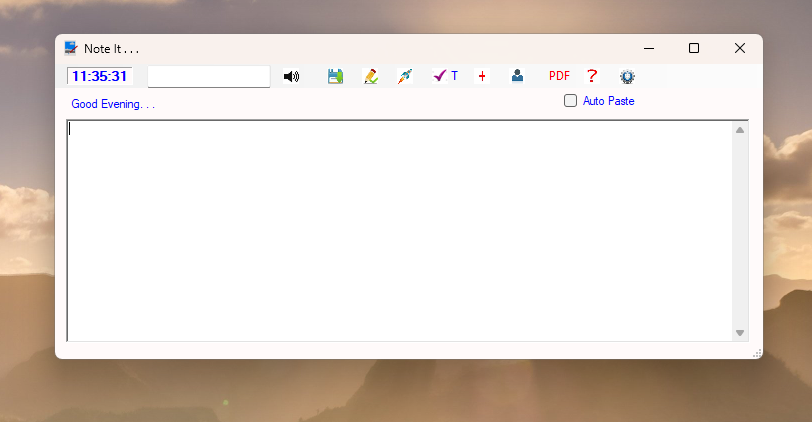 Note It . . .
11:35:31
T
PDF
?
Good Evening. . .
Auto Paste